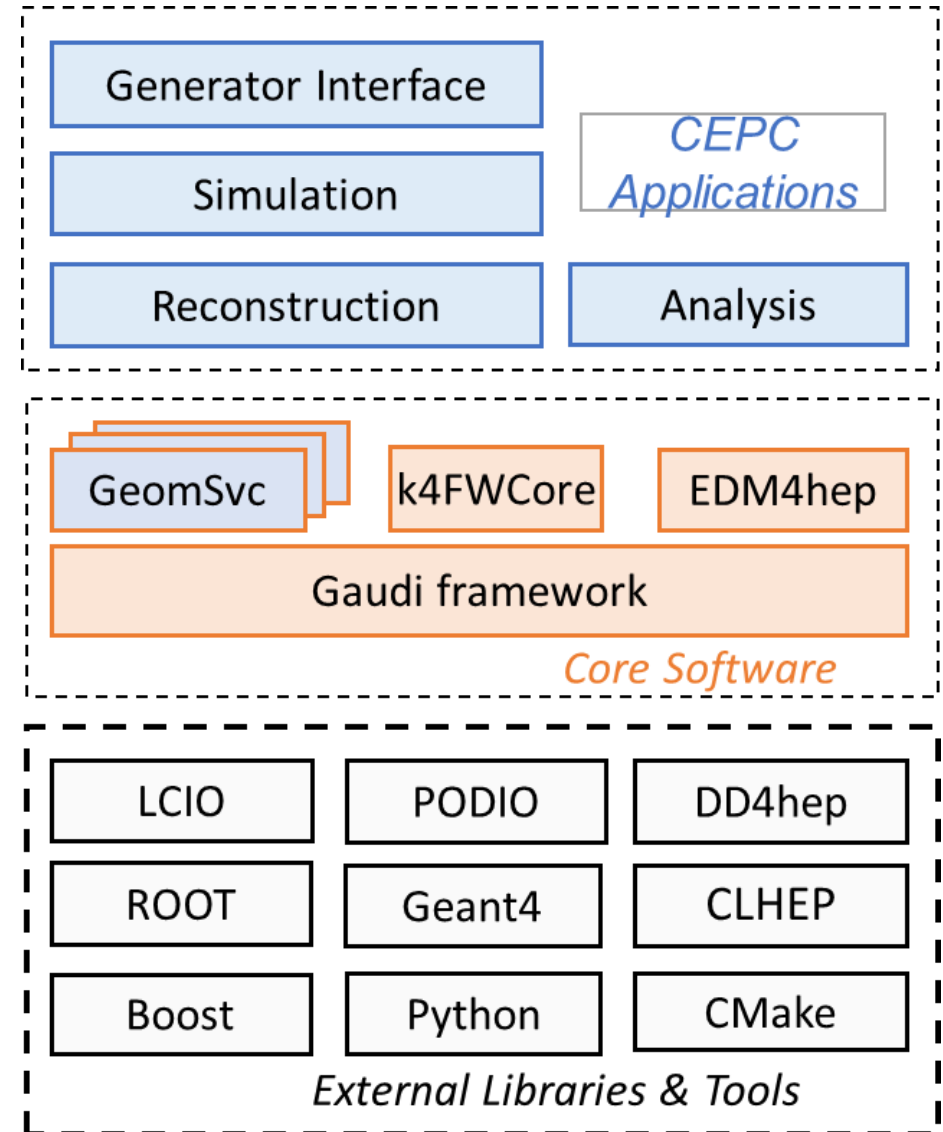 Generator Interface
CEPC
Applications
Simulation
Reconstruction
Analysis
GeomSvc
k4FWCore
EDM4hep
Gaudi framework
Core Software
LCIO
PODIO
DD4hep
ROOT
Geant4
CLHEP
Boost
Python
CMake
External Libraries & Tools